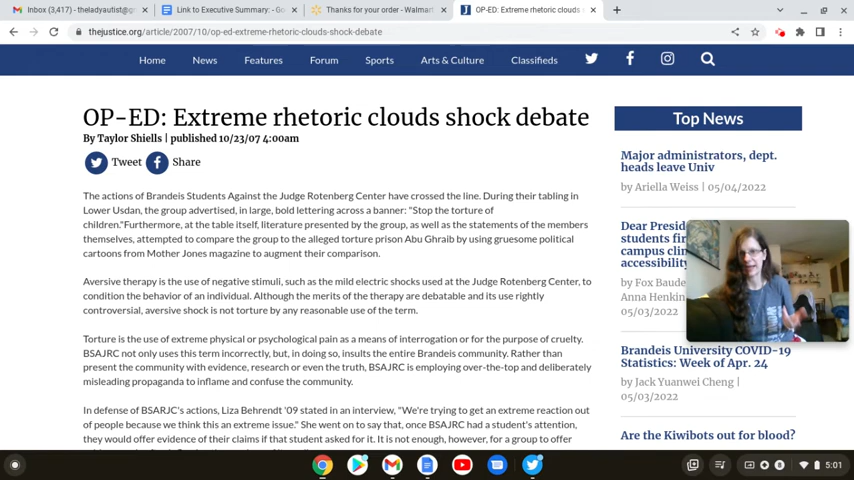 Inbox (3,417) - theladyautist@g
Link to Executive Summary: - Go
Thanks for your order - Walmart
OP-ED: Extreme rhetoric clouds s
thejustice.org/article/2007/10/op-ed-extreme-rhetoric-clouds-shock-debate
Home News Features Forum Sports Arts & Culture Classifieds
OP-ED: Extreme rhetoric clouds shock debate
By Taylor Shiells | published 10/23/07 4:00am
Tweet Share
The actions of Brandeis Students Against the Judge Rotenberg Center have crossed the line. During their tabling in
Lower Usdan, the group advertised, in large, bold lettering across a banner: "Stop the torture of
children."Furthermore, at the table itself, literature presented by the group, as well as the statements of the members
themselves, attempted to compare the group to the alleged torture prison Abu Ghraib by using gruesome political
cartoons from Mother Jones magazine to augment their comparison.
Aversive therapy is the use of negative stimuli, such as the mild electric shocks used at the Judge Rotenberg Center, to
condition the behavior of an individual. Although the merits of the therapy are debatable and its use rightly
controversial, aversive shock is not torture by any reasonable use of the term.
Torture is the use of extreme physical or psychological pain as a means of interrogation or for the purpose of cruelty.
BSAJRC not only uses this term incorrectly, but, in doing so, insults the entire Brandeis community. Rather than
present the community with evidence, research or even the truth, BSAJRC is employing over-the-top and deliberately
misleading propaganda to inflame and confuse the community.
In defense of BSARJC's actions, Liza Behrendt '09 stated in an interview, "We're trying to get an extreme reaction out
of people because we think this an extreme issue." She went on to say that, once BSAJRC had a student's attention,
they would offer evidence of their claims if that student asked for it. It is not enough, however, for a group to offer
Top News
Major administrators, dept.
heads leave Univ
by Ariella Weiss | 05/04/2022
Dear Presid
students fir
campus clin
accessibility
by Fox Baude
Anna Henkin
05/03/2022
Brandeis University COVID-19
Statistics: Week of Apr. 24
by Jack Yuanwei Cheng |
05/03/2022
Are the Kiwibots out for blood?
5:01